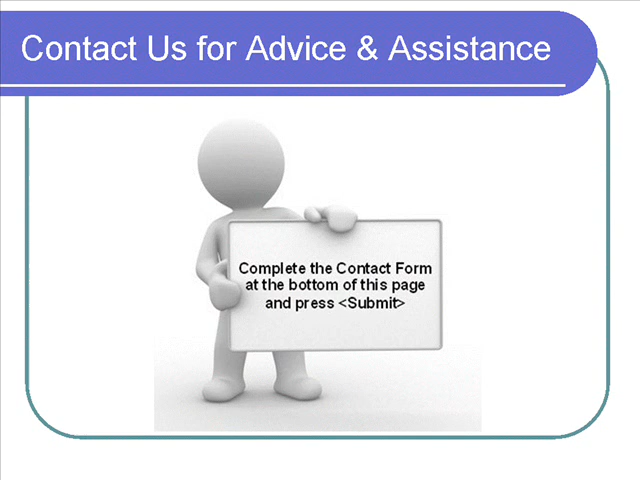 Contact Us for Advice & Assistance
Complete the Contact Form
at the bottom of this page
and press <Submit>